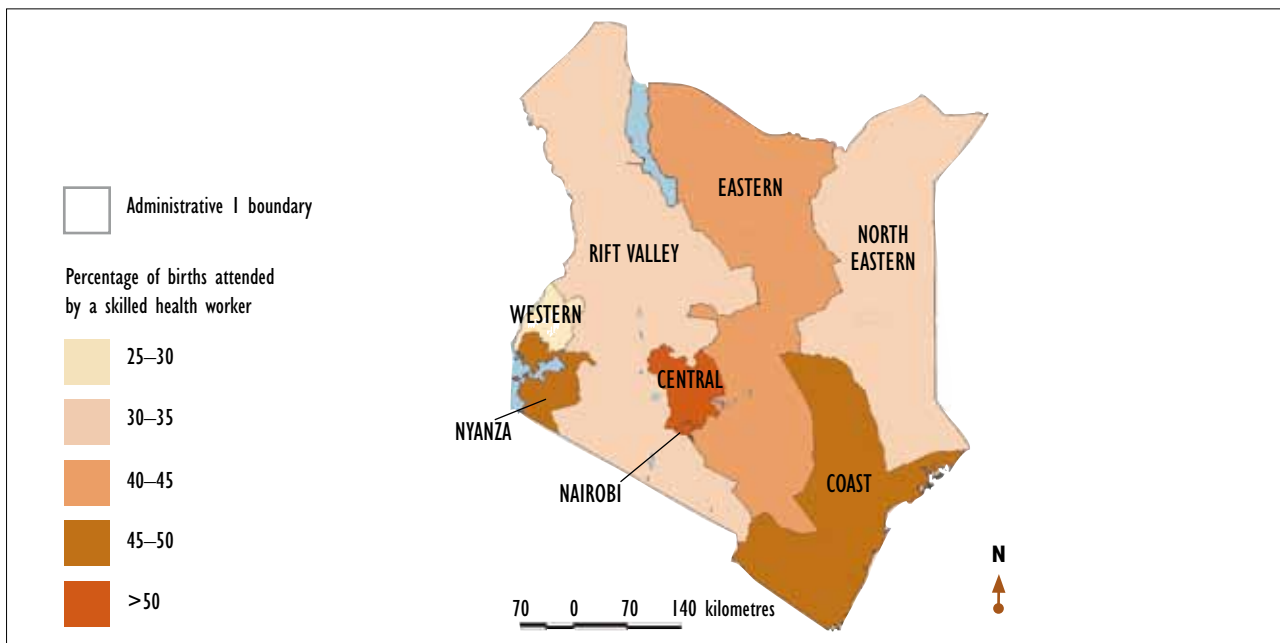 Administrative 1 boundary
Percentage of births attended
by a skilled health worker
25–30
30–35
40–45
45–50
>50
EASTERN
NORTH
EASTERN
RIFT VALLEY
WESTERN
CENTRAL
NYANZA
NAIROBI
COAST
N
70 0 70 140 kilometres